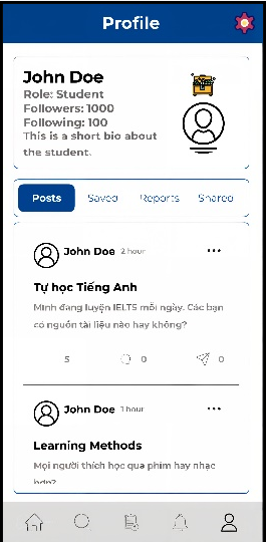 Profile
John Doe
Role: Student
Followers: 1000
Following: 100
This is a short bio about
the student.
Posts Saved Reports Shared
John Doe 2 hour
Tự học Tiếng Anh
Mình đang luyện IELTS mỗi ngày. Các bạn
có nguồn tài liệu nào hay không?
5 0 0
John Doe 1 hour
Learning Methods
Mọi người thích học qua phim hay nhạc
hơn?